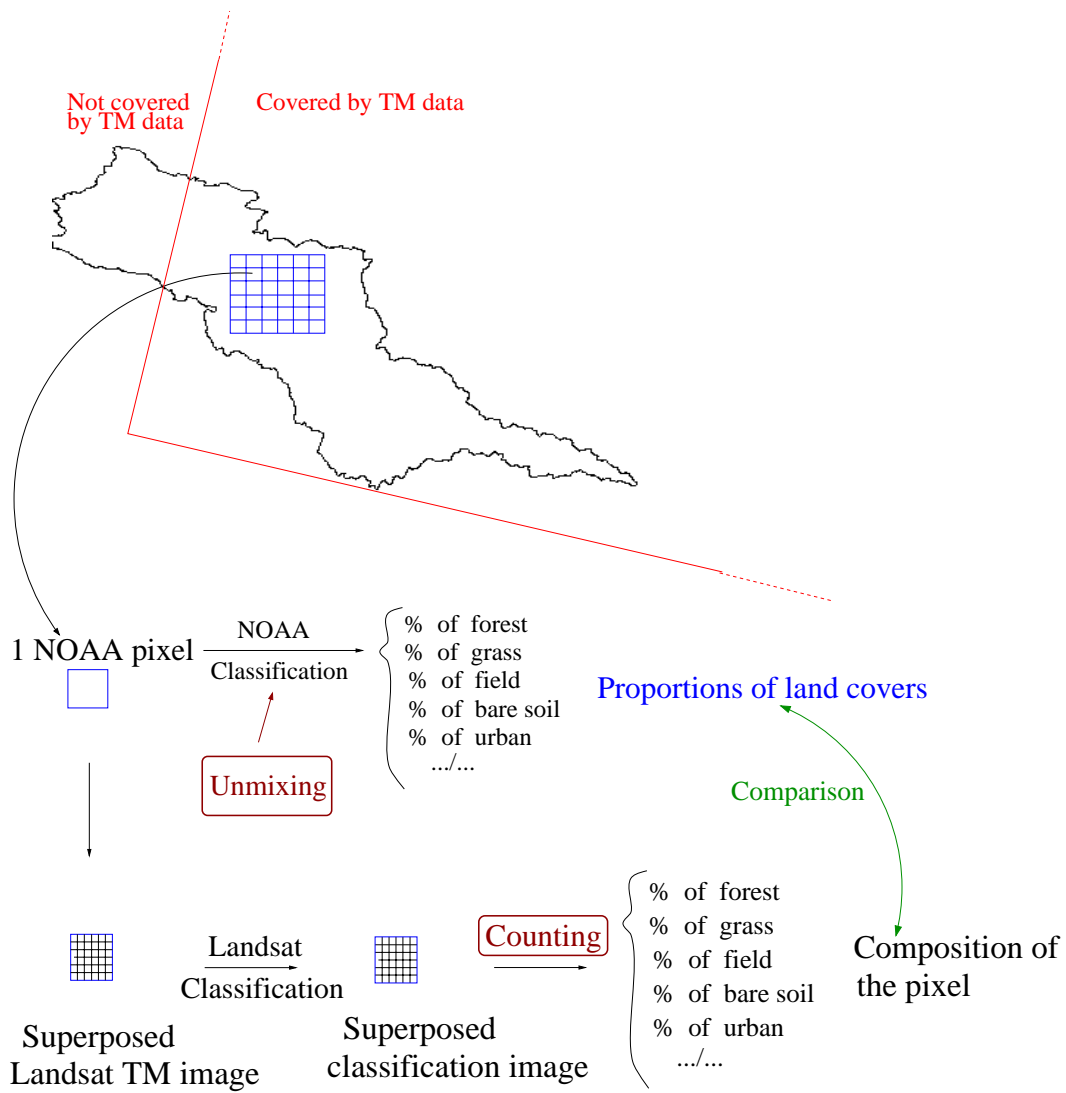 Not covered
by TM data
Covered by TM data
1 NOAA pixel
NOAA
Classification
Unmixing
% of forest
% of grass
% of field
% of bare soil
% of urban
.../...
Proportions of land covers
Comparison
Superposed
Landsat TM image
Landsat
Classification
Superposed
classification image
Counting
% of forest
% of grass
% of field
% of bare soil
% of urban
.../...
Composition of
the pixel